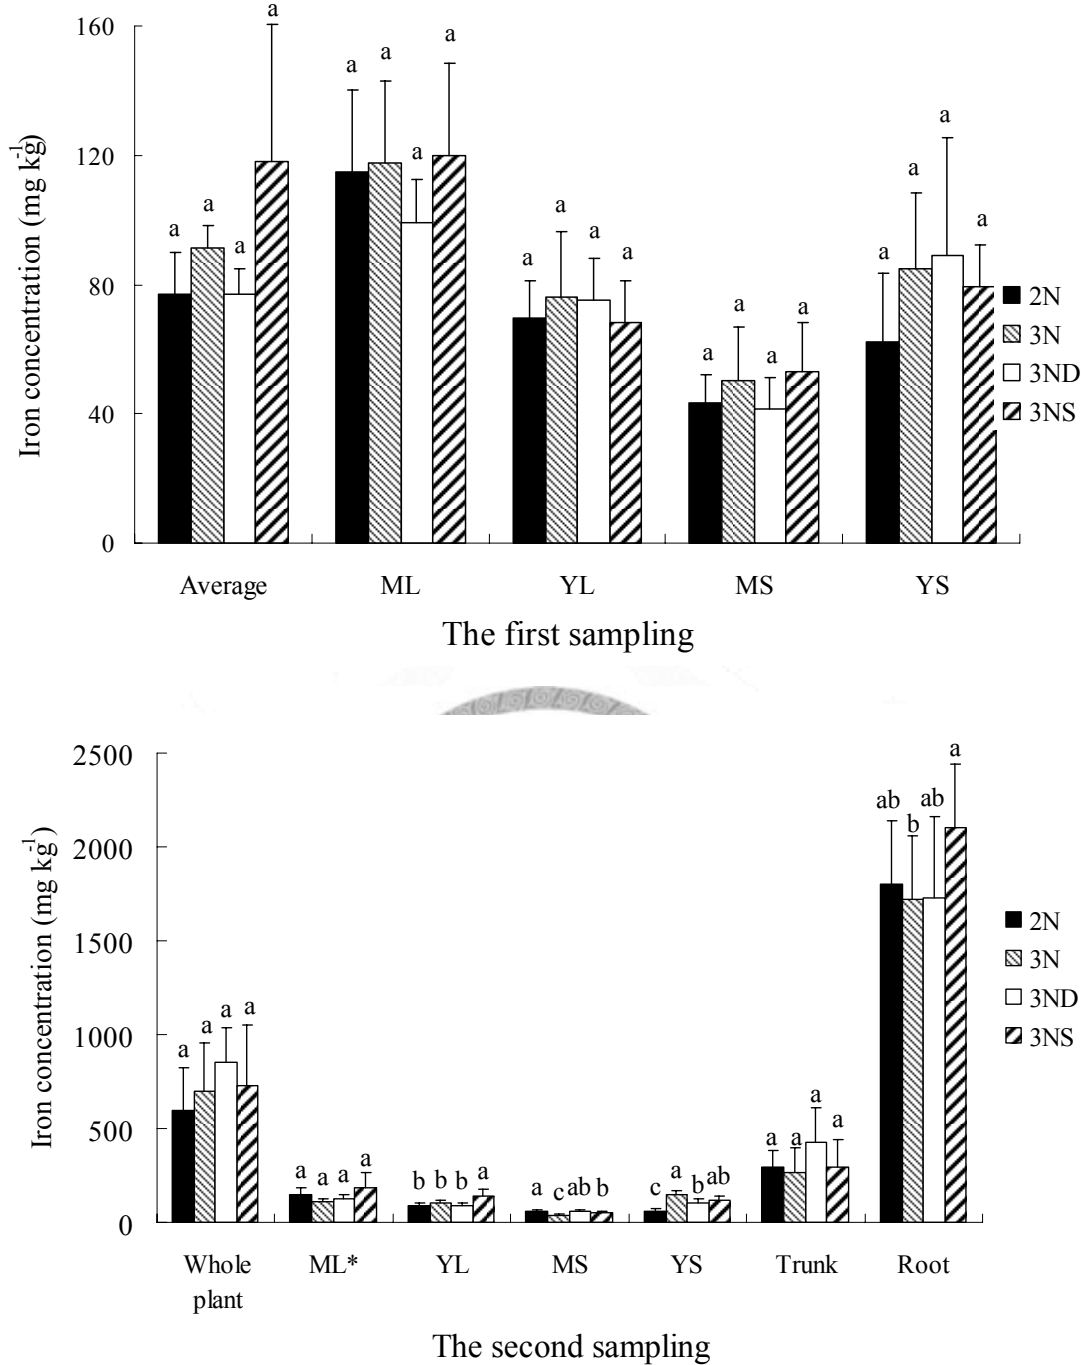 160
120
80
40
0
Iron concentration (mg kg-1)
a a a a
a a a a
a a a a
a a a a
a a a a
2N
3N
3ND
3NS
Average ML YL MS YS
The first sampling
2500
2000
1500
1000
500
0
Iron concentration (mg kg-1)
a a a a
a a a a
b b b a
a c ab b
c a b ab
a a a a
ab b ab a
2N
3N
3ND
3NS
Whole plant ML* YL MS YS Trunk Root
The second sampling